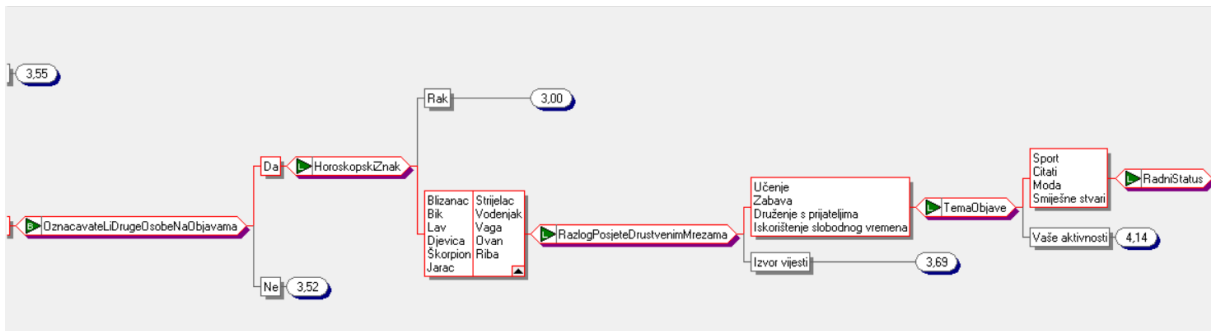 3,55
Rak
3,00
Da
HoroskopskiZnak
Sport
Citati
Moda
Smiješne stvari
RadniStatus
Blizanac
Bik
Lav
Djevica
Škorpion
Jarac
Strijelac
Vodenjak
Vaga
Ovan
Riba
Učenje
Zabava
Druženje s prijateljima
Iskorištenje slobodnog vremena
TemaObjave
OznacavateLiDrugeOsobeNaObjavama
RazlogPosjeteDrustvenimMrezama
Vaše aktivnosti
4,14
Izvor vijesti
3,69
Ne
3,52